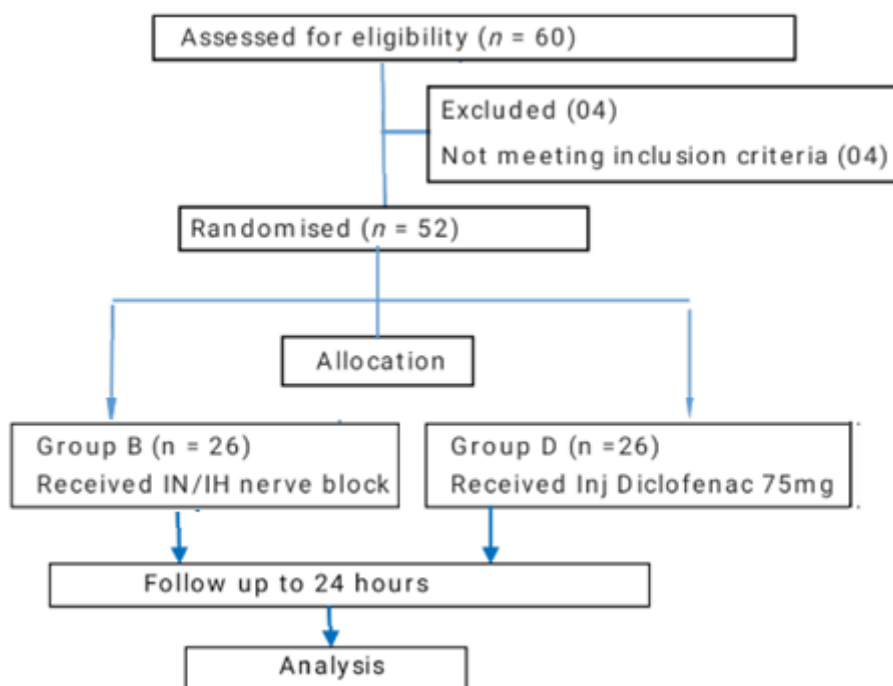 Assessed for eligibility (n = 60)
Excluded (04)
Not meeting inclusion criteria (04)
Randomised (n = 52)
Allocation
Group B (n = 26)
Received IN/IH nerve block
Group D (n =26)
Received Inj Diclofenac 75mg
Follow up to 24 hours
Analysis